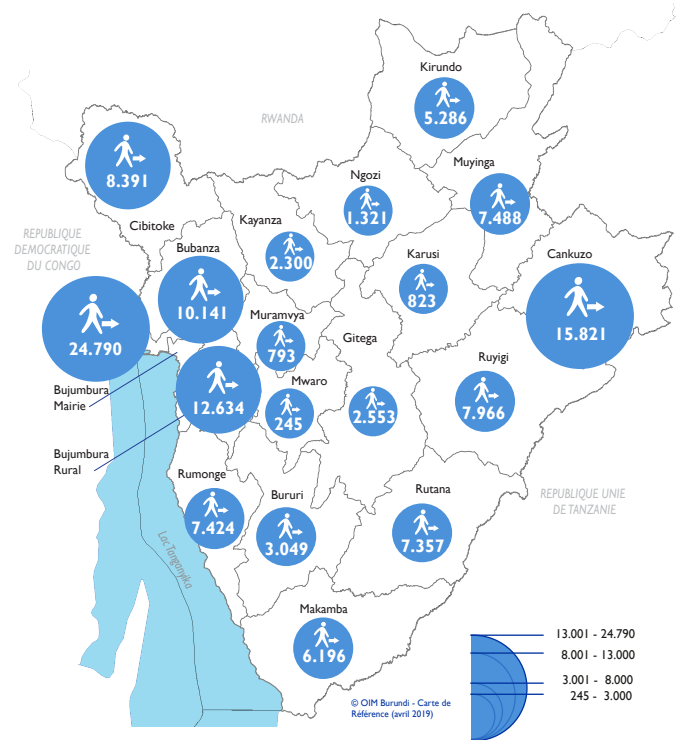 Kirundo
5.286
RWANDA
8.391
Ngozi
1.321
Muyinga
7.488
Cibitoke
Kayanza
2.300
REPUBLIQUE
DEMOCRATIQUE
DU CONGO
Bubanza
10.141
Karusi
823
Cankuzo
15.821
24.790
Muramvya
793
Gitega
2.553
Ruyigi
7.966
Bujumbura
Mairie
12.634
Mwaro
245
Bujumbura
Rural
Rumonge
7.424
Bururi
3.049
Rutana
7.357
REPUBLIQUE UNIE
DE TANZANIE
Lac Tanganyika
Makamba
6.196
13.001 - 24.790
8.001 - 13.000
3.001 - 8.000
245 - 3.000
© OIM Burundi - Carte de
Référence (avril 2019)